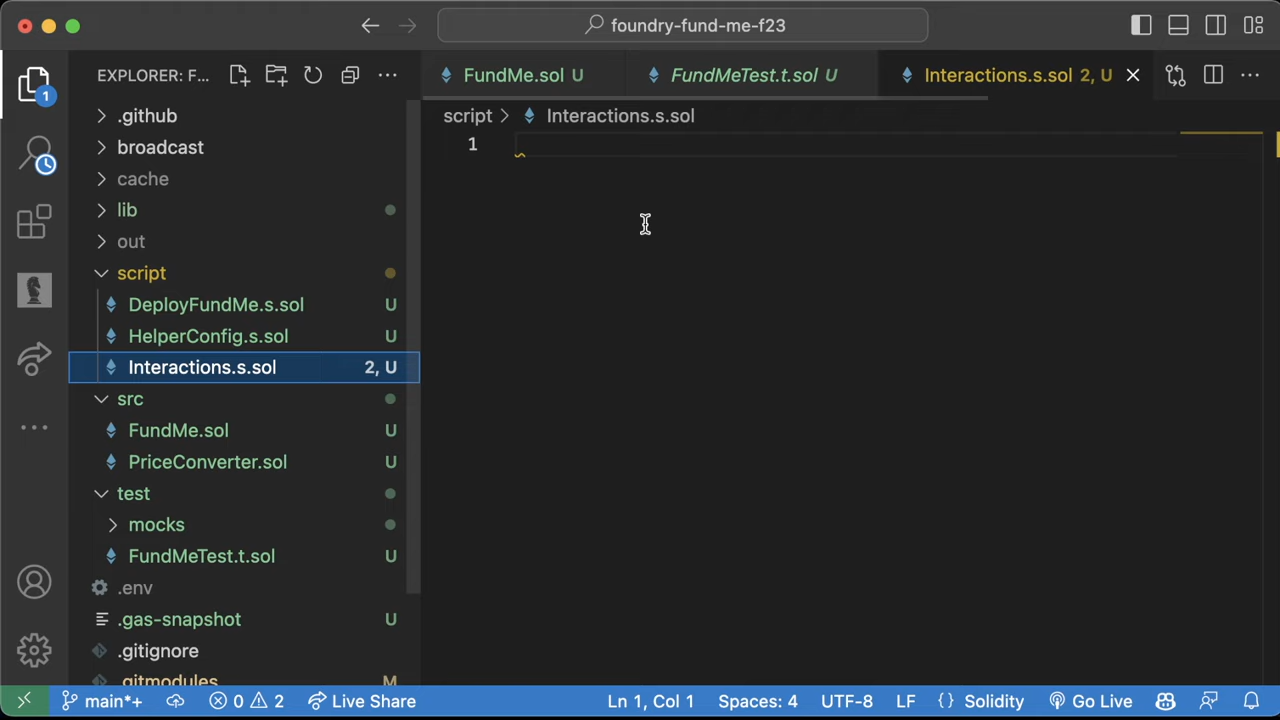 foundry-fund-me-f23
EXPLORER: F...
FundMe.sol U
FundMeTest.t.sol U
Interactions.s.sol 2, U
1
.github
broadcast
cache
lib
out
script
DeployFundMe.s.sol U
HelperConfig.s.sol U
Interactions.s.sol 2, U
src
FundMe.sol U
PriceConverter.sol U
test
mocks
FundMeTest.t.sol U
.env
.gas-snapshot U
.gitignore
.gitmodules M
script > Interactions.s.sol
1
main*+
0 2
Live Share
Ln 1, Col 1
Spaces: 4
UTF-8
LF
{} Solidity
Go Live